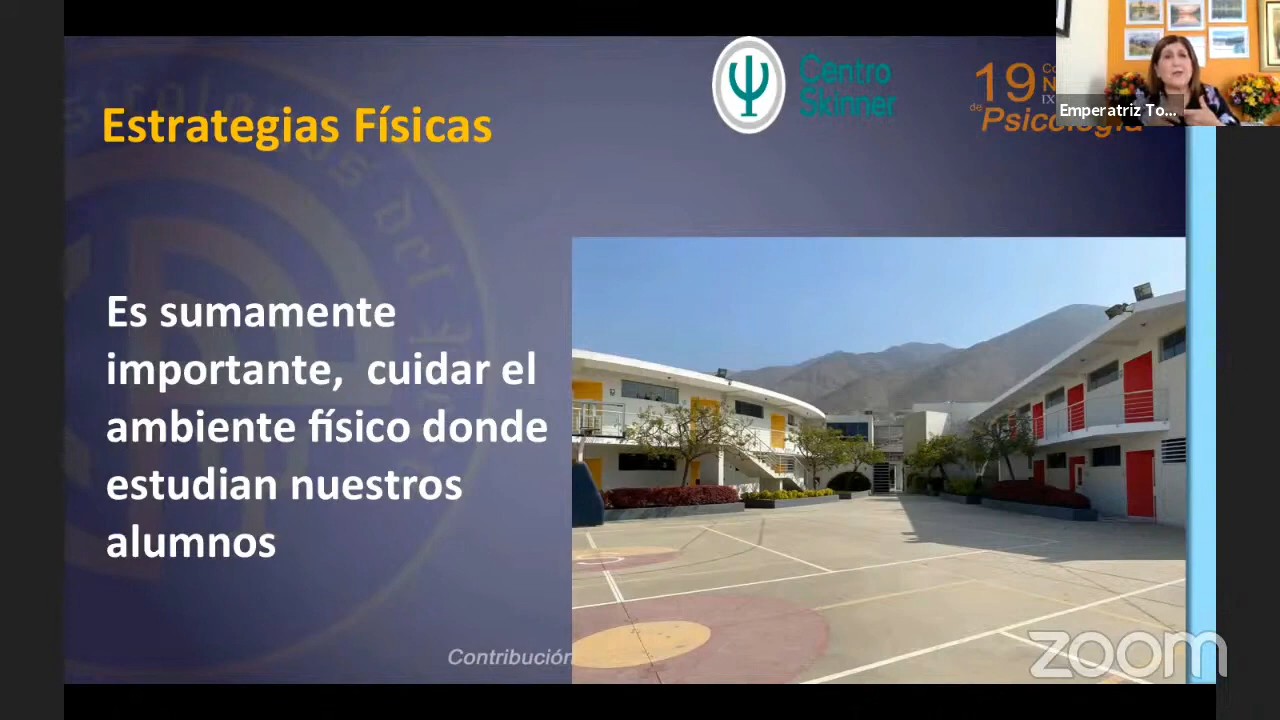 Estrategias Físicas
Centro
Skinner
19
de
Psicología
Emperatriz To...
Es sumamente
importante, cuidar el
ambiente físico donde
estudian nuestros
alumnos
Contribución
zoom